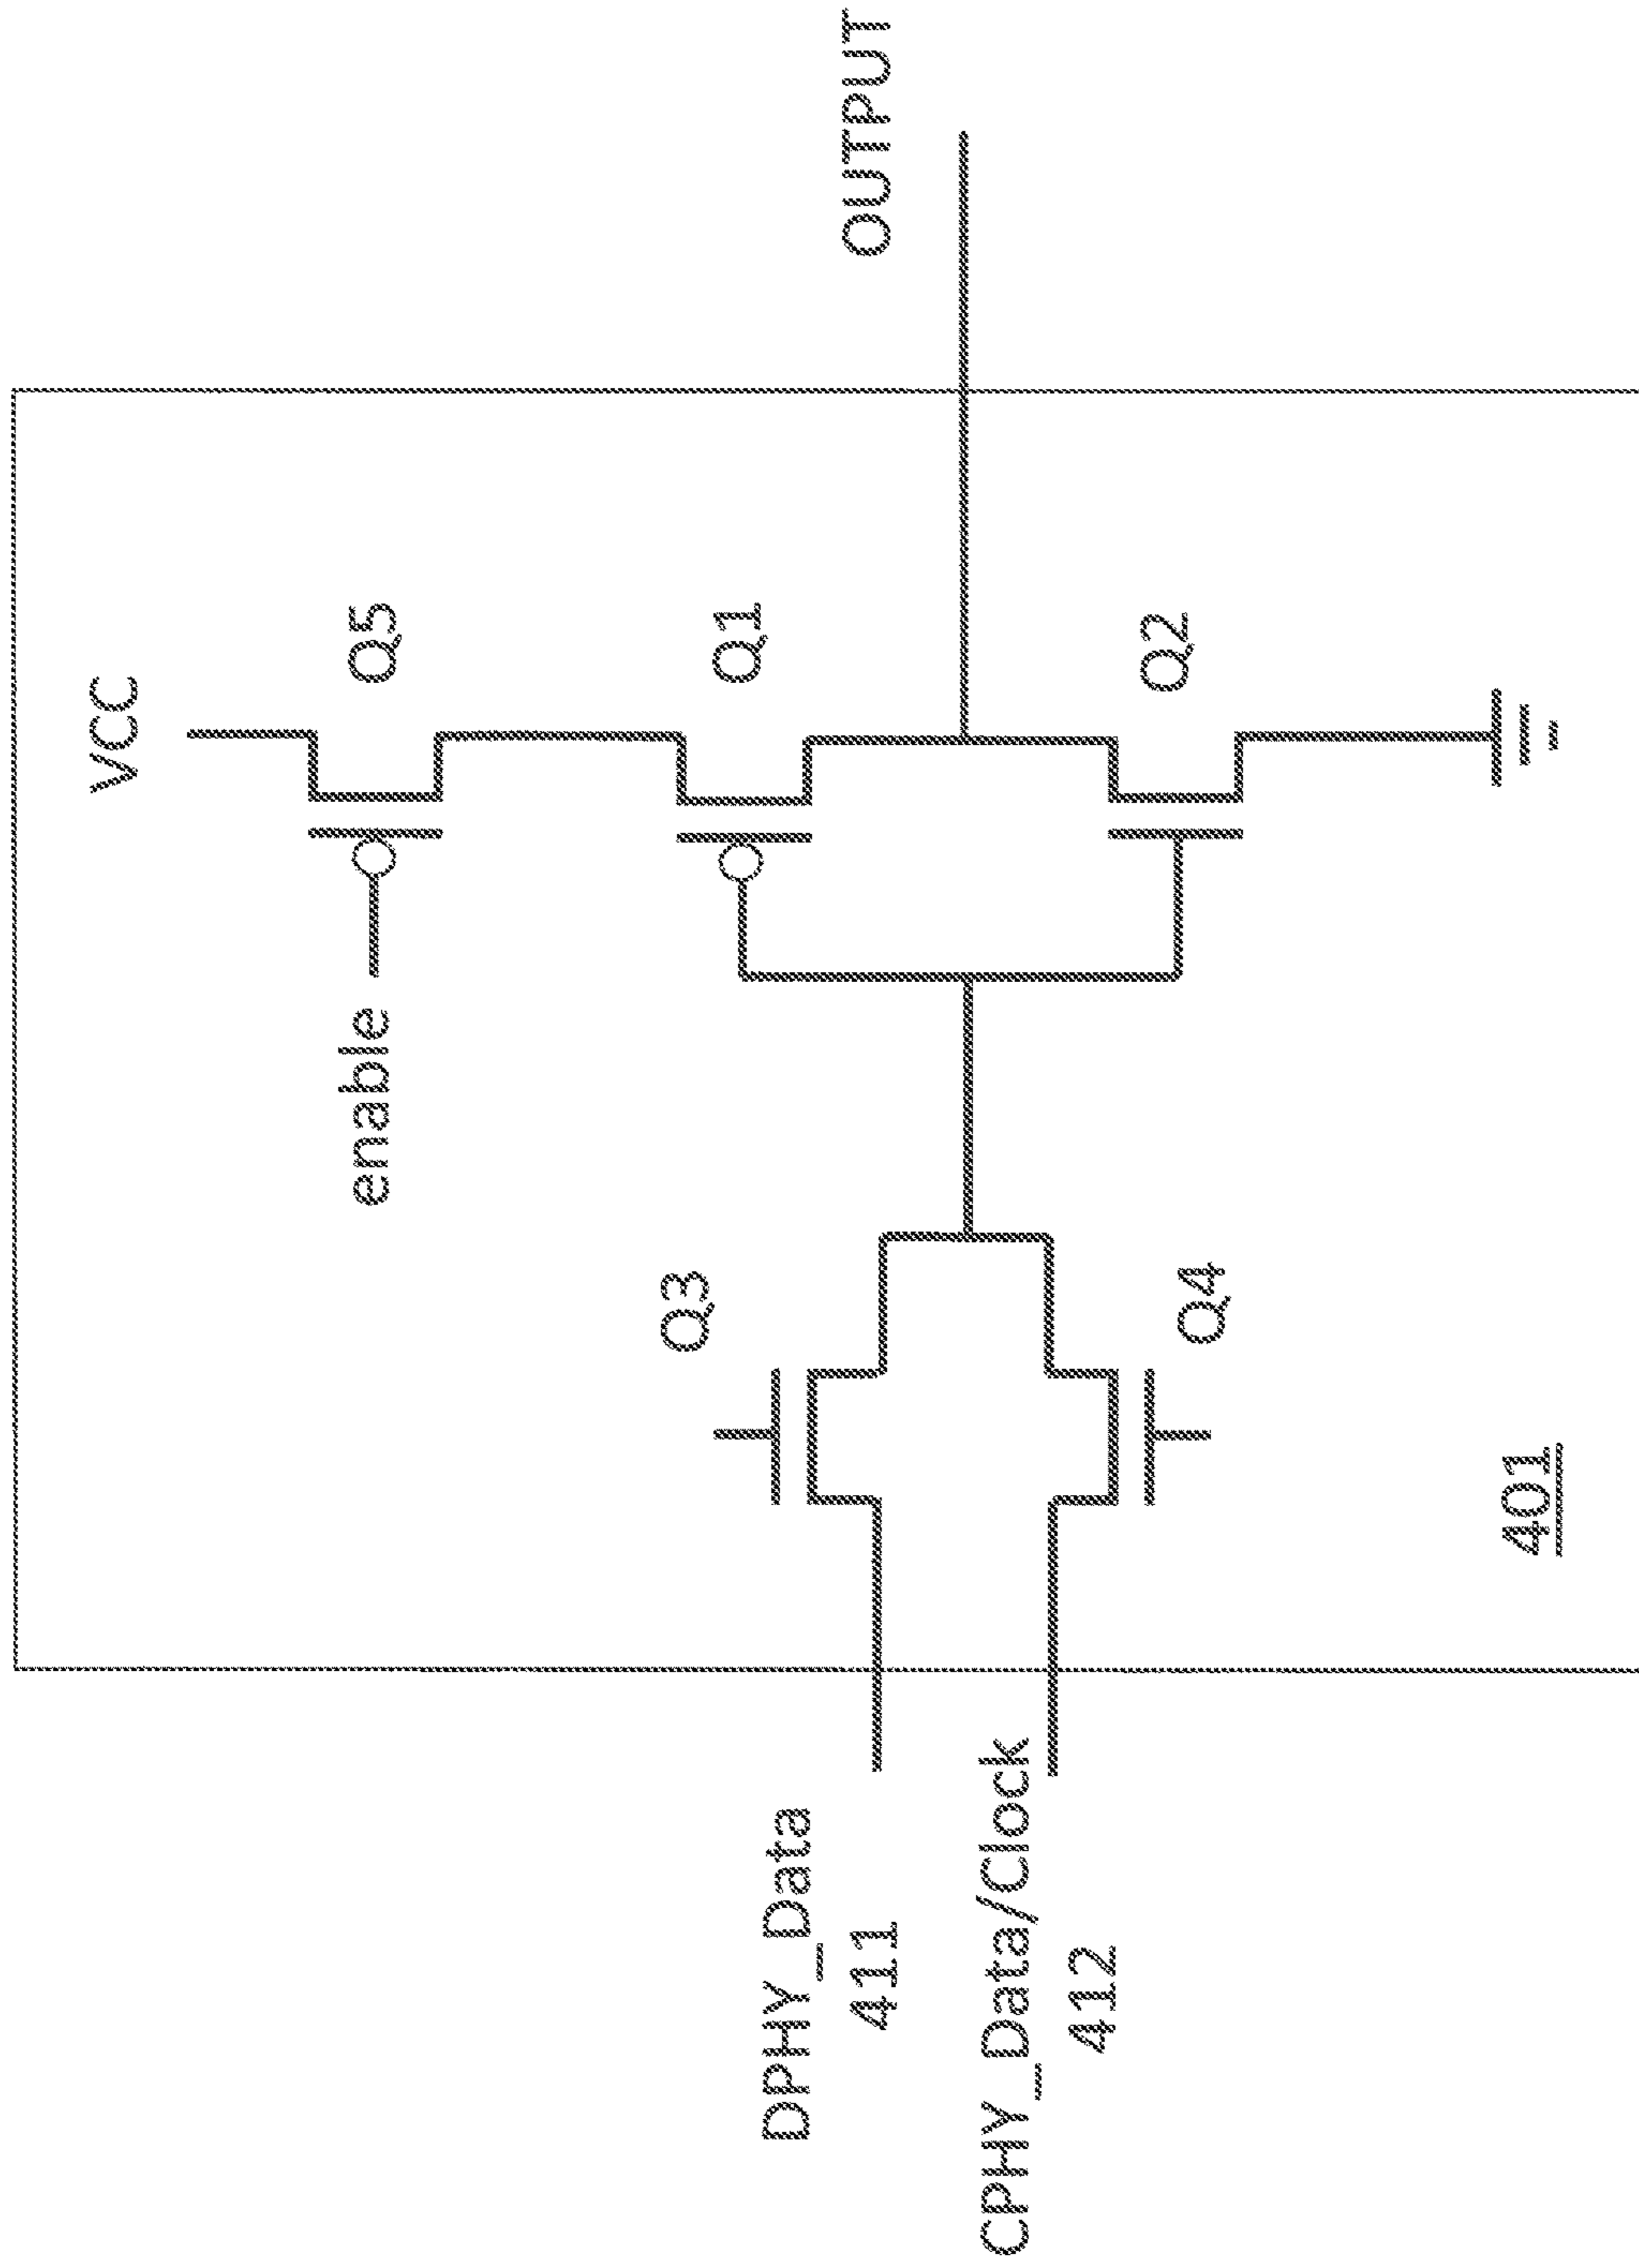 VCC
enable
Q5
Q3
Q1
OUTPUT
DPHY_Data
411
CPHY_Data/Clock
412
Q4
Q2
401